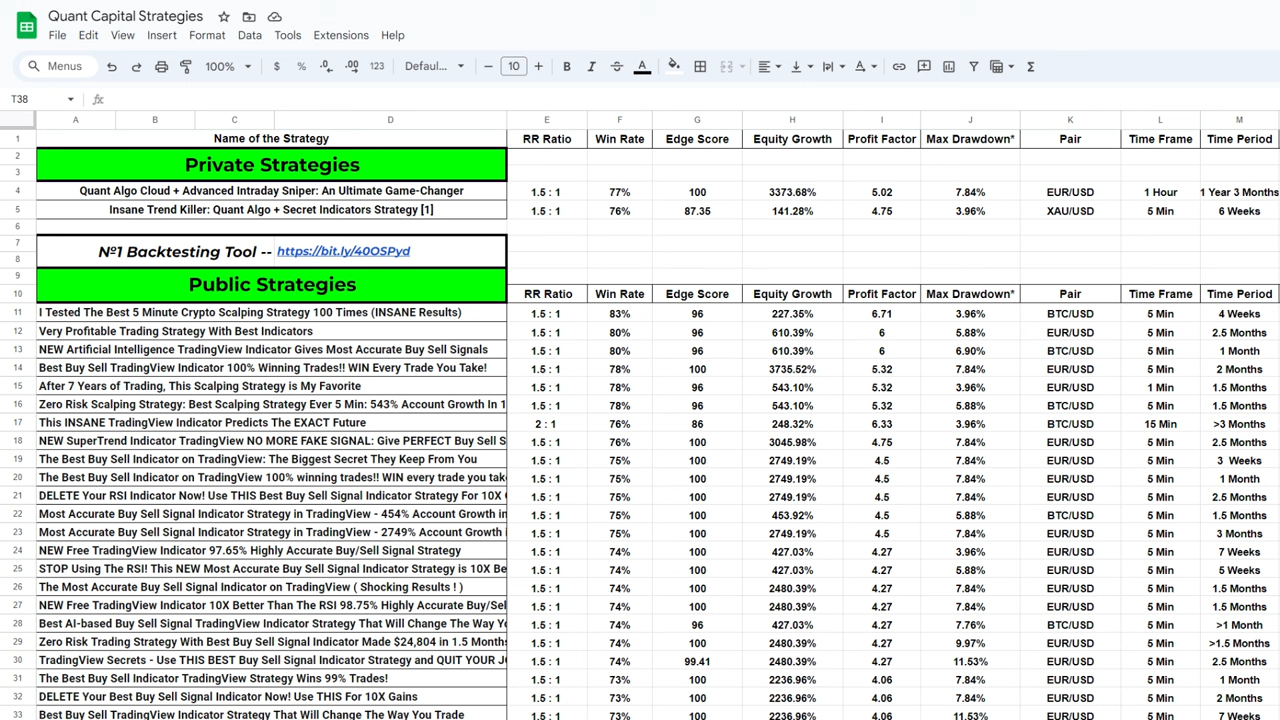 Quant Capital Strategies
File Edit View Insert Format Data Tools Extensions Help
Menus 100% $ % .0 .00 123 Defaul... 10 B I A
T38 fx
A B C D E F G H I J K L M
1 Name of the Strategy RR Ratio Win Rate Edge Score Equity Growth Profit Factor Max Drawdown* Pair Time Frame Time Period
2 Private Strategies
3
4 Quant Algo Cloud + Advanced Intraday Sniper: An Ultimate Game-Changer 1.5 : 1 77% 100 3373.68% 5.02 7.84% EUR/USD 1 Hour 1 Year 3 Months
5 Insane Trend Killer: Quant Algo + Secret Indicators Strategy [1] 1.5 : 1 76% 87.35 141.28% 4.75 3.96% XAU/USD 5 Min 6 Weeks
6
7 №1 Backtesting Tool -- https://bit.ly/40OSPyd
8
9 Public Strategies
10 RR Ratio Win Rate Edge Score Equity Growth Profit Factor Max Drawdown* Pair Time Frame Time Period
11 I Tested The Best 5 Minute Crypto Scalping Strategy 100 Times (INSANE Results) 1.5 : 1 83% 96 227.35% 6.71 3.96% BTC/USD 5 Min 4 Weeks
12 Very Profitable Trading Strategy With Best Indicators 1.5 : 1 80% 96 610.39% 6 5.88% BTC/USD 5 Min 2.5 Months
13 NEW Artificial Intelligence TradingView Indicator Gives Most Accurate Buy Sell Signals 1.5 : 1 80% 96 610.39% 6 6.90% BTC/USD 5 Min 1 Month
14 Best Buy Sell Signal Indicator 100% Winning Trades!! WIN Every Trade You Take! 1.5 : 1 78% 100 3735.52% 5.32 7.84% EUR/USD 5 Min 2 Months
15 After 7 Years of Trading, This Scalping Strategy is My Favorite 1.5 : 1 78% 96 543.10% 5.32 3.96% BTC/USD 1 Min 1.5 Months
16 Zero Risk Scalping Strategy: Best Scalping Strategy Ever 5 Min: 543% Account Growth In 1 1.5 : 1 78% 96 543.10% 5.32 5.88% BTC/USD 5 Min 1.5 Months
17 This INSANE TradingView Indicator Predicts The EXACT Future 2 : 1 76% 86 248.32% 6.33 7.84% BTC/USD 15 Min >3 Months
18 NEW SuperTrend Indicator TradingView NO MORE FAKE SIGNAL: Give PERFECT Buy Sell S 1.5 : 1 76% 100 3045.98% 4.75 7.84% EUR/USD 5 Min 2.5 Months
19 The Best Buy Sell Indicator on TradingView: The Biggest Secret They Keep From You 1.5 : 1 75% 100 2749.19% 4.5 7.84% EUR/USD 5 Min 3 Weeks
20 The Best Buy Sell Indicator on TradingView 100% winning trades!! WIN every trade you take 1.5 : 1 75% 100 2749.19% 4.5 7.84% EUR/USD 5 Min 1 Month
21 DELETE Your RSI Indicator Now! Use THIS Best Buy Sell Signal Indicator Strategy For 10X 1.5 : 1 75% 100 2749.19% 4.5 7.84% EUR/USD 5 Min 2.5 Months
22 Most Accurate Buy Sell Signal Indicator Strategy in TradingView - 454% Account Growth in 1.5 : 1 75% 100 453.92% 4.5 5.88% BTC/USD 5 Min 1.5 Months
23 Most Accurate Buy Sell Signal Indicator Strategy in TradingView - 2749% Account Growth i 1.5 : 1 75% 100 2749.19% 4.5 7.84% EUR/USD 5 Min 3 Months
24 NEW Free TradingView Indicator 97.65% Highly Accurate Buy/Sell Signal Strategy 1.5 : 1 74% 100 427.03% 4.27 3.96% EUR/USD 5 Min 7 Weeks
25 STOP Using The RSI! This NEW Most Accurate Buy Sell Signal Indicator Strategy is 10X Be 1.5 : 1 74% 100 427.03% 4.27 5.88% EUR/USD 5 Min 5 Weeks
26 The Most Accurate Buy Sell Signal Indicator on TradingView ( Shocking Results ! ) 1.5 : 1 74% 100 2480.39% 4.27 7.84% EUR/USD 5 Min 1.5 Months
27 NEW Free TradingView Indicator 10X Better Than The RSI 98.75% Highly Accurate Buy/Sel 1.5 : 1 74% 100 2480.39% 4.27 7.84% EUR/USD 5 Min 1.5 Months
28 Best AI-based Buy Sell Signal TradingView Indicator Strategy That Will Change The Way Yo 1.5 : 1 74% 96 427.03% 4.27 7.76% BTC/USD 5 Min >1 Month
29 Zero Risk Trading Strategy With Best Buy Sell Signal Indicator Made $24,804 in 1.5 Months 1.5 : 1 74% 100 2480.39% 4.27 9.97% EUR/USD 5 Min >1.5 Months
30 TradingView Secrets - Use THIS BEST Buy Sell Signal Indicator Strategy and QUIT YOUR JO 1.5 : 1 74% 99.41 2480.39% 4.27 11.53% EUR/USD 5 Min 2.5 Months
31 The Best Buy Sell Indicator TradingView Strategy Wins 99% Trades! 1.5 : 1 73% 100 2236.96% 4.06 7.84% EUR/USD 5 Min 1 Month
32 DELETE Your Best Buy Sell Signal Indicator Now! Use THIS For 10X Gains 1.5 : 1 73% 100 2236.96% 4.06 7.84% EUR/USD 5 Min 2 Months
33 Best Buy Sell Signal TradingView Indicator Strategy That Will Change The Way You Trade 1.5 : 1 73% 100 2236.96% 4.06 11.53% EUR/USD 5 Min 7 Weeks